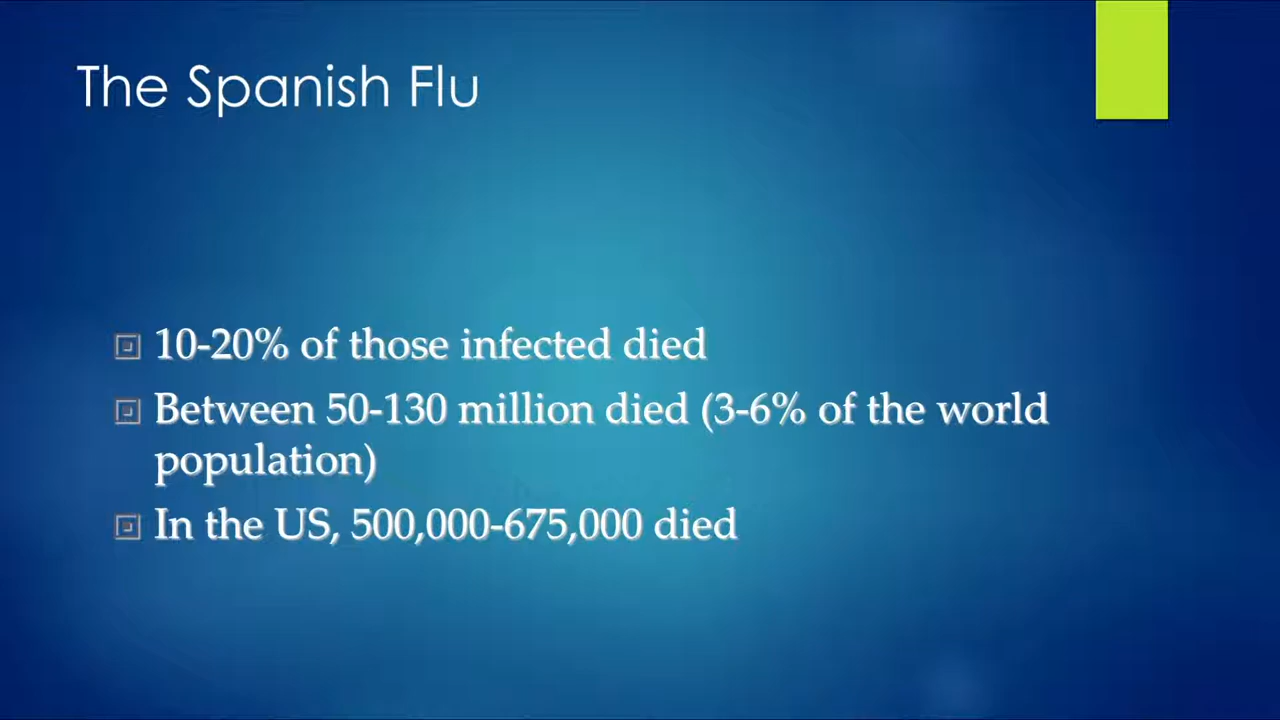 The Spanish Flu
10-20% of those infected died
Between 50-130 million died (3-6% of the world
population)
In the US, 500,000-675,000 died